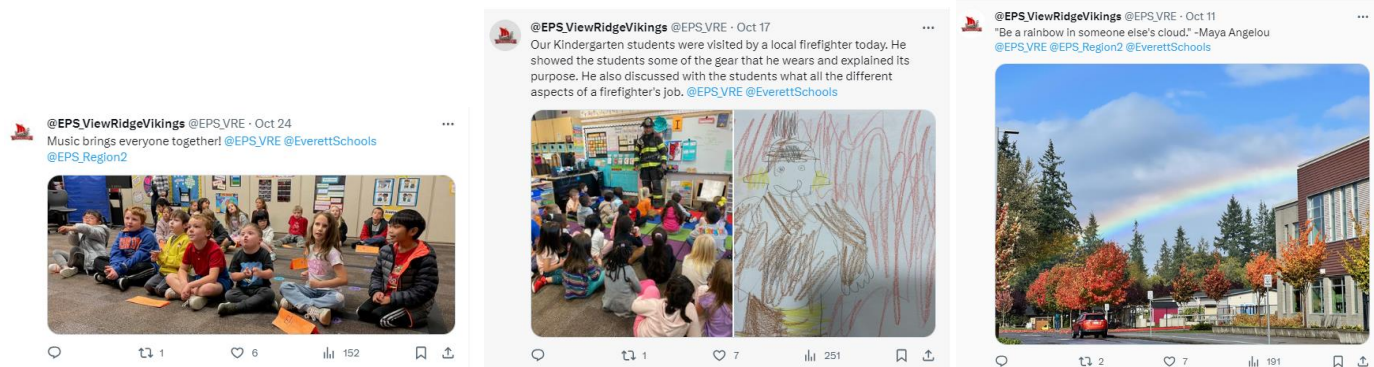 @EPS_ViewRidgeVikings @EPS_VRE · Oct 24
Music brings everyone together! @EPS_VRE @EverettSchools
@EPS_Region2
1 6 152
@EPS_ViewRidgeVikings @EPS_VRE · Oct 17
Our Kindergarten students were visited by a local firefighter today. He
showed the students some of the gear that he wears and explained its
purpose. He also discussed with the students what all the different
aspects of a firefighter's job. @EPS_VRE @EverettSchools
1 7 251
@EPS_ViewRidgeVikings @EPS_VRE · Oct 11
"Be a rainbow in someone else's cloud." -Maya Angelou
@EPS_VRE @EPS_Region2 @EverettSchools
2 7 191